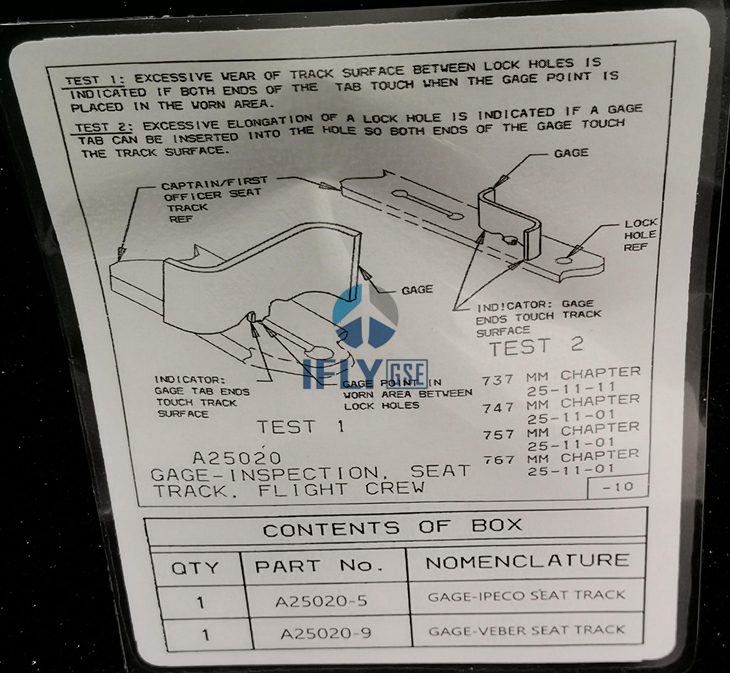 TEST 1: EXCESSIVE WEAR OF TRACK SURFACE BETWEEN LOCK HOLES IS
INDICATED IF BOTH ENDS OF THE TAB TOUCH WHEN THE GAGE POINT IS
PLACED IN THE WORN AREA.
TEST 2: EXCESSIVE ELONGATION OF A LOCK HOLE IS INDICATED IF A GAGE
TAB CAN BE INSERTED INTO THE HOLE SO BOTH ENDS OF THE GAGE TOUCH
THE TRACK SURFACE.
GAGE
CAPTAIN/FIRST
OFFICER SEAT
TRACK
REF
LOCK
HOLE
REF
GAGE
INDICATOR: GAGE
ENDS TOUCH TRACK
SURFACE
TEST 2
IFLY GSE
INDICATOR:
GAGE TAB ENDS
TOUCH TRACK
SURFACE
GAGE POINT IN
WORN AREA BETWEEN
LOCK HOLES
TEST 1
737 MM CHAPTER
25-11-11
747 MM CHAPTER
25-11-01
757 MM CHAPTER
25-11-01
767 MM CHAPTER
25-11-01
A25020
GAGE-INSPECTION, SEAT
TRACK, FLIGHT CREW
-10
CONTENTS OF BOX
QTY PART No. NOMENCLATURE
1 A25020-5 GAGE-IPECO SEAT TRACK
1 A25020-9 GAGE-VEBER SEAT TRACK